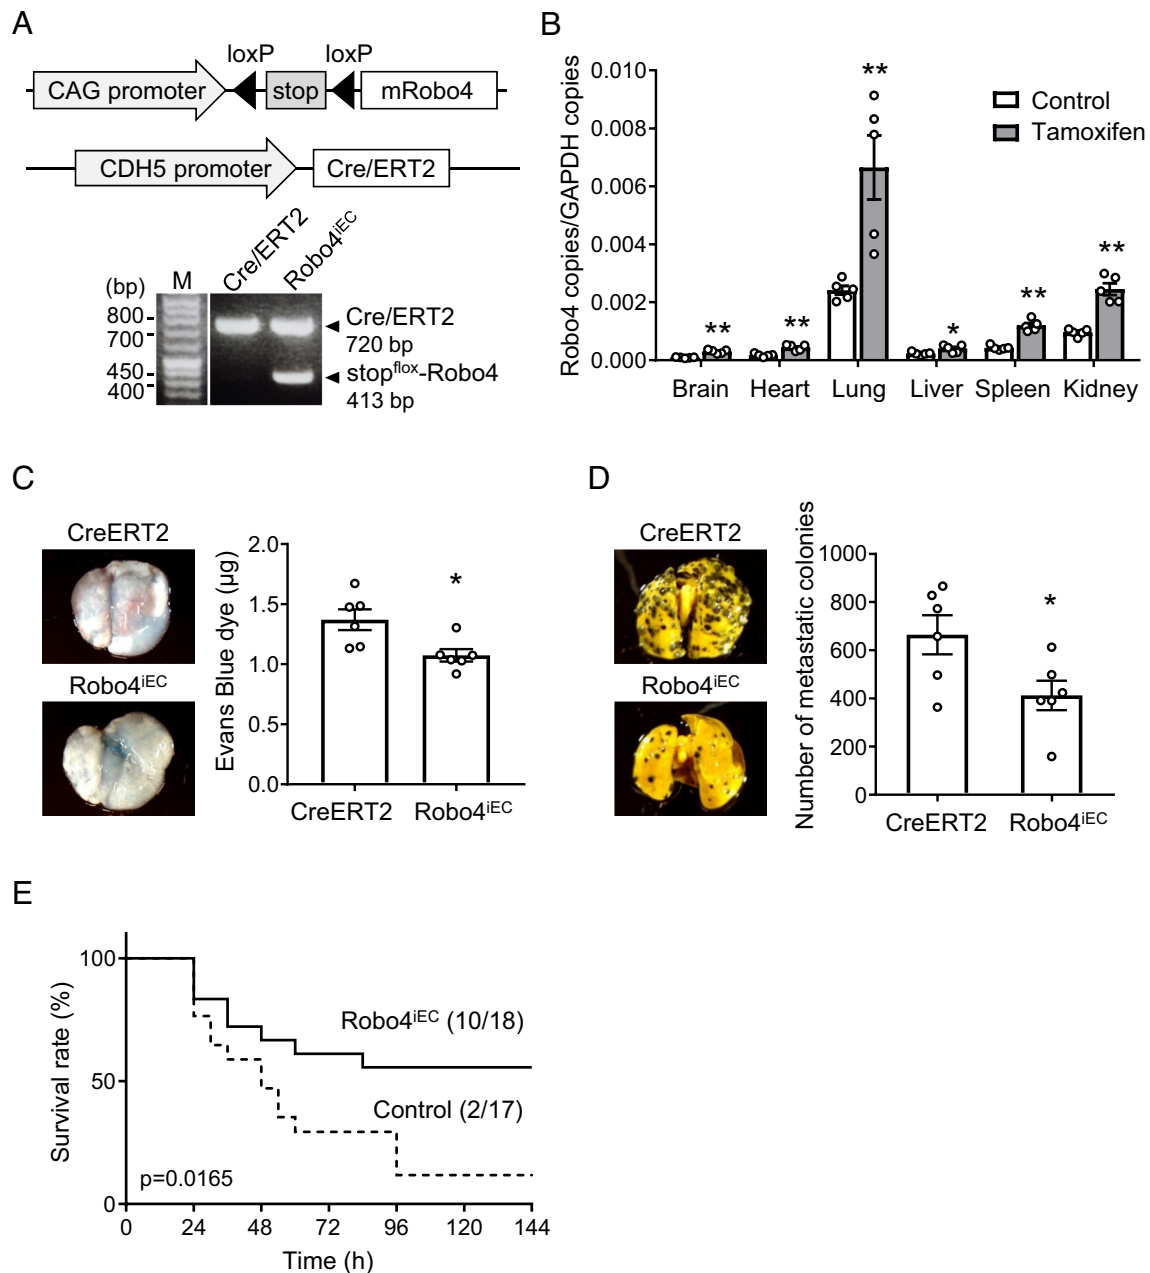 A
loxP loxP
CAG promoter stop mRobo4
CDH5 promoter Cre/ERT2
Cre/ERT2
Robo4iEC
(bp) M
800
700
450
400
Cre/ERT2
720 bp
stopflox-Robo4
413 bp
B
Robo4 copies/GAPDH copies
0.010
0.008
0.006
0.004
0.002
0.000
** ** ** * ** **
Control
Tamoxifen
Brain Heart Lung Liver Spleen Kidney
C
CreERT2
Robo4iEC
Evans Blue dye (μg)
2.0
1.5
1.0
0.5
0.0
*
CreERT2 Robo4iEC
D
CreERT2
Robo4iEC
Number of metastatic colonies
1000
800
600
400
200
0
*
CreERT2 Robo4iEC
E
Survival rate (%)
100
50
0
Robo4iEC (10/18)
Control (2/17)
p=0.0165
0 24 48 72 96 120 144
Time (h)